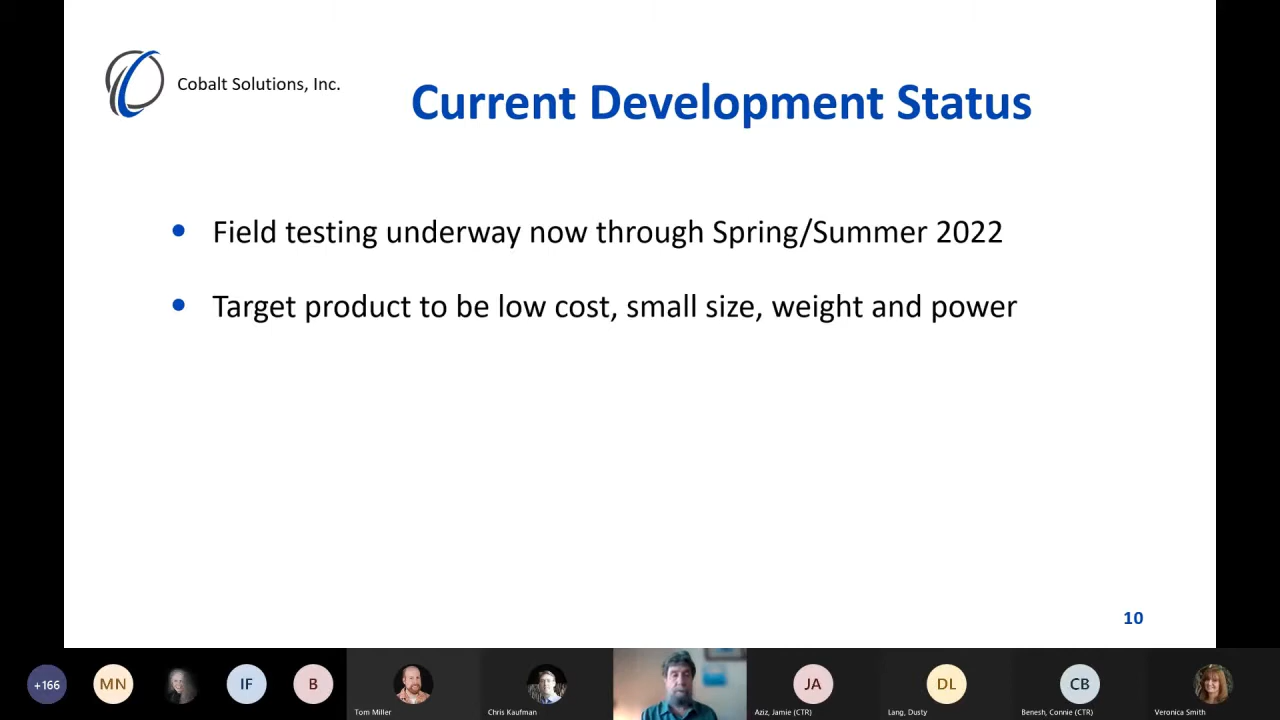 Cobalt Solutions, Inc.
Current Development Status
• Field testing underway now through Spring/Summer 2022
• Target product to be low cost, small size, weight and power
10
+166
MN
IF
B
Tom Miller
Chris Kaufman
JA
Aziz, Jamie (CTR)
DL
Lang, Dusty
CB
Benesh, Connie (CTR)
Veronica Smith